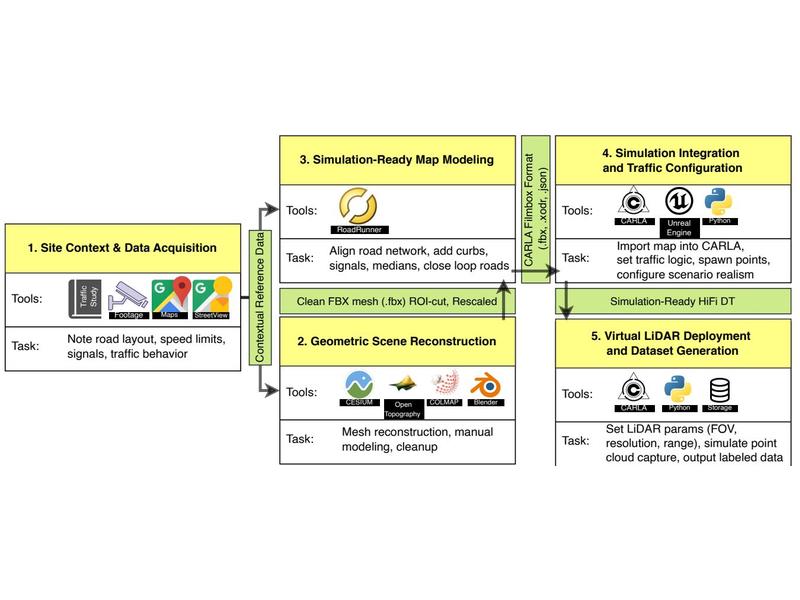 1. Site Context & Data Acquisition
Tools:
Traffic
Study
Footage
Maps
StreetView
Task:
Note road layout, speed limits,
signals, traffic behavior
Contextual Reference Data
3. Simulation-Ready Map Modeling
Tools:
RoadRunner
Task:
Align road network, add curbs,
signals, medians, close loop roads
Clean FBX mesh (.fbx) ROI-cut, Rescaled
2. Geometric Scene Reconstruction
Tools:
CESIUM
Open
Topography
COLMAP
Blender
Task:
Mesh reconstruction, manual
modeling, cleanup
CARLA Filmbox Format
(.fbx, .xodr, .json)
4. Simulation Integration
and Traffic Configuration
Tools:
CARLA
Unreal
Engine
Python
Task:
Import map into CARLA,
set traffic logic, spawn points,
configure scenario realism
Simulation-Ready HiFi DT
5. Virtual LiDAR Deployment
and Dataset Generation
Tools:
CARLA
Python
Storage
Task:
Set LiDAR params (FOV,
resolution, range), simulate point
cloud capture, output labeled data